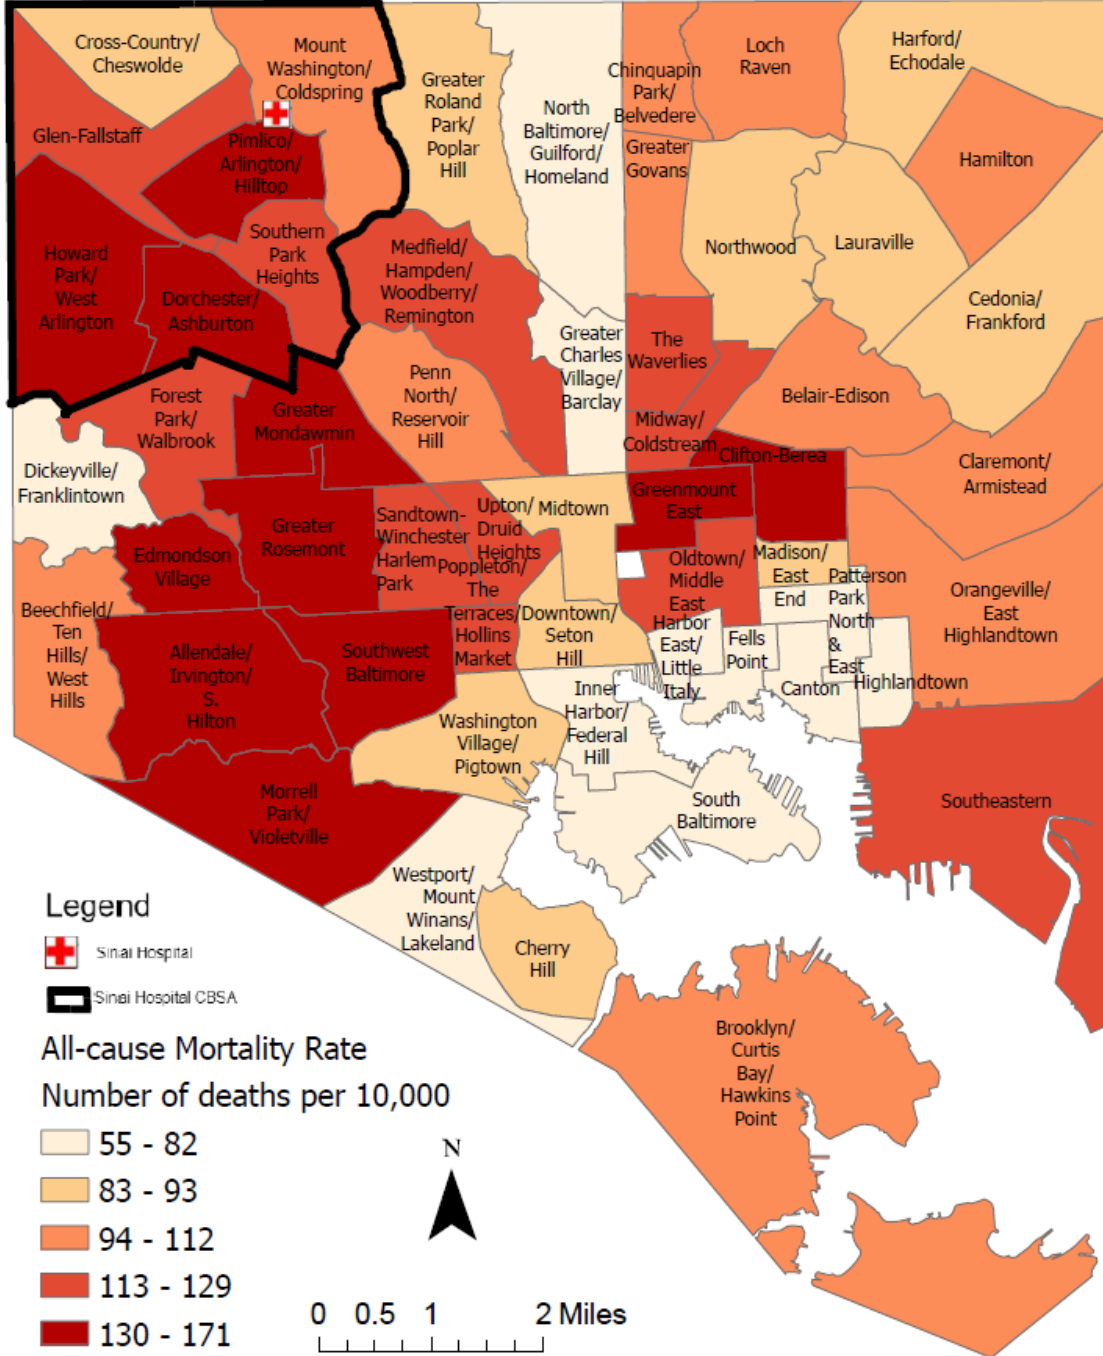 Cross-Country/
Cheswolde
Mount
Washington/
Coldspring
Greater
Roland
Park/
Poplar
Hill
North
Baltimore/
Guilford/
Homeland
Chinquapin
Park/
Belvedere
Loch
Raven
Harford/
Echodale
Glen-Fallstaff
Pimlico/
Arlington/
Hilltop
Greater
Govans
Hamilton
Howard
Park/
West
Arlington
Dorchester/
Ashburton
Southern
Park
Heights
Medfield/
Hampden/
Woodberry/
Remington
Northwood
Lauraville
Cedonia/
Frankford
Greater
Charles
Village/
Barclay
The
Waverlies
Forest
Park/
Walbrook
Greater
Mondawmin
Penn
North/
Reservoir
Hill
Midway/
Coldstream
Belair-Edison
Clifton-Berea
Claremont/
Armistead
Dickeyville/
Franklintown
Greater
Rosemont
Edmondson
Village
Sandtown-
Winchester
Harlem
Park
Upton/
Druid
Heights
Midtown
Greenmount
East
Poppleton/
The
Terraces/
Hollins
Market
Oldtown/
Middle
East
Madison/
East
End
Patterson
Park
North
&
East
Orangeville/
East
Highlandtown
Beechfield/
Ten
Hills/
West
Hills
Allendale/
Irvington/
S.
Hilton
Southwest
Baltimore
Downtown/
Seton
Hill
Harbor
East/
Little
Italy
Fells
Point
Canton
Highlandtown
Washington
Village/
Pigtown
Inner
Harbor/
Federal
Hill
Morrell
Park/
Violetville
South
Baltimore
Southeastern
Westport/
Mount
Winans/
Lakeland
Cherry
Hill
Brooklyn/
Curtis
Bay/
Hawkins
Point
Legend
Sinai Hospital
Sinai Hospital CBSA
All-cause Mortality Rate
Number of deaths per 10,000
55 - 82
83 - 93
94 - 112
113 - 129
130 - 171
N
0 0.5 1 2 Miles